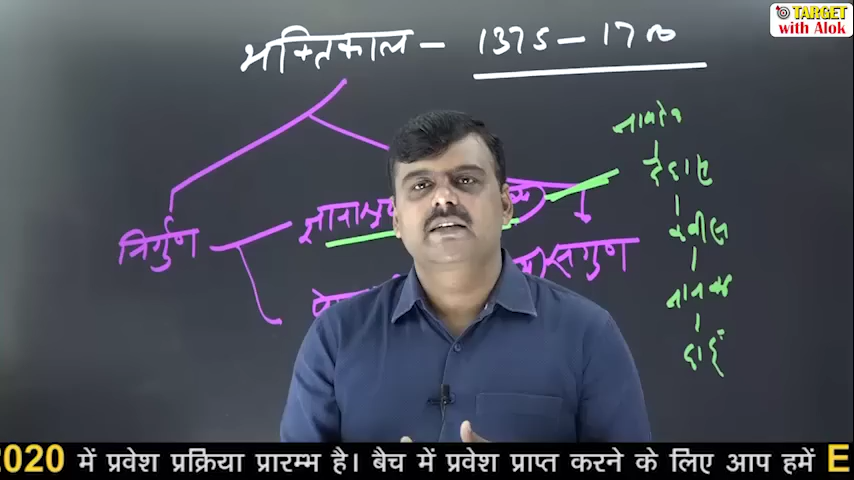 TARGET
with Alok
भक्तिकाल – 1375 – 1700
नामदेव
रैदास
कबीर
नानक
दादू
निर्गुण
सगुण
2020 में प्रवेश प्रक्रिया प्रारम्भ है। बैच में प्रवेश प्राप्त करने के लिए आप हमें E